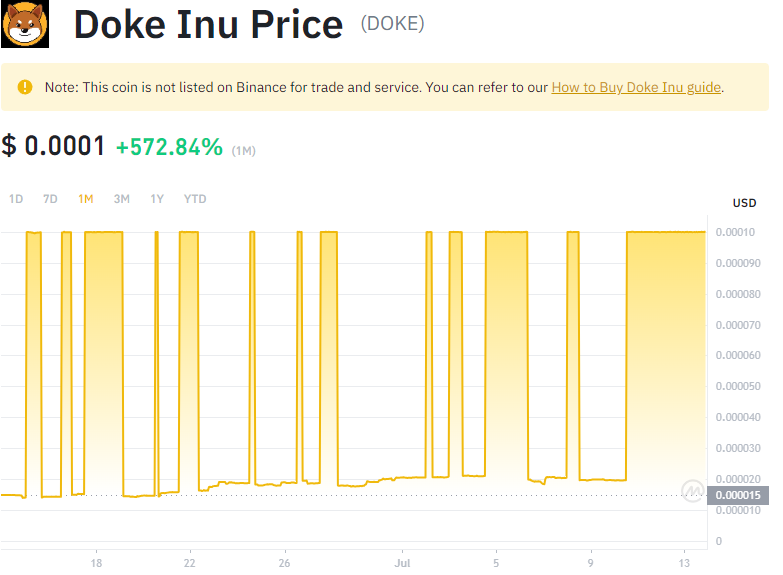 Doke Inu Price (DOKE)
Note: This coin is not listed on Binance for trade and service. You can refer to our How to Buy Doke Inu guide.
$ 0.0001 +572.84% (1M)
1D 7D 1M 3M 1Y YTD
USD
0.00010
0.000090
0.000080
0.000070
0.000060
0.000050
0.000040
0.000030
0.000020
0.000015
0.000010
0
18 22 26 Jul 5 9 13